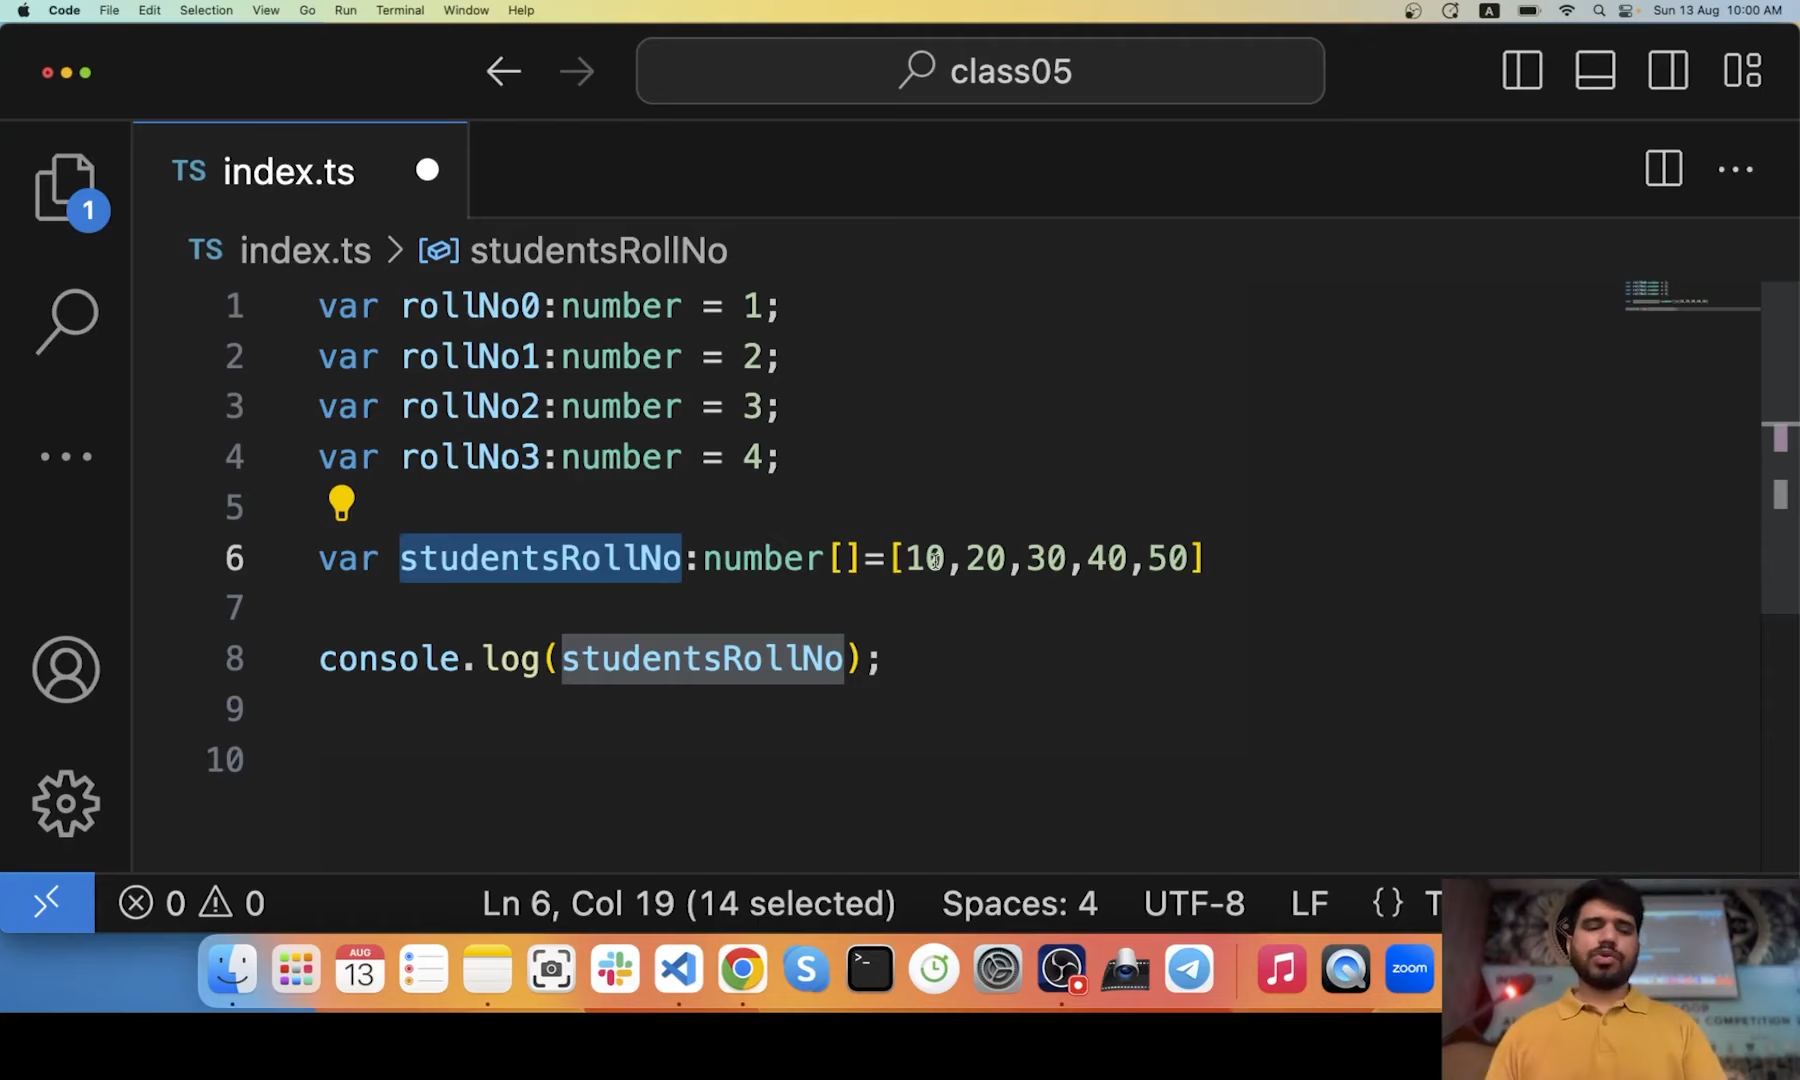 Code File Edit Selection View Go Run Terminal Window Help A Sun 13 Aug 10:00 AM
class05
TS index.ts
1
TS index.ts > studentsRollNo
1 var rollNo0:number = 1;
2 var rollNo1:number = 2;
3 var rollNo2:number = 3;
4 var rollNo3:number = 4;
5
6 var studentsRollNo:number[]=[10,20,30,40,50]
7
8 console.log(studentsRollNo);
9
10
0 0 Ln 6, Col 19 (14 selected) Spaces: 4 UTF-8 LF {} T
AUG
13
S
>_
zoom
COMPETITION